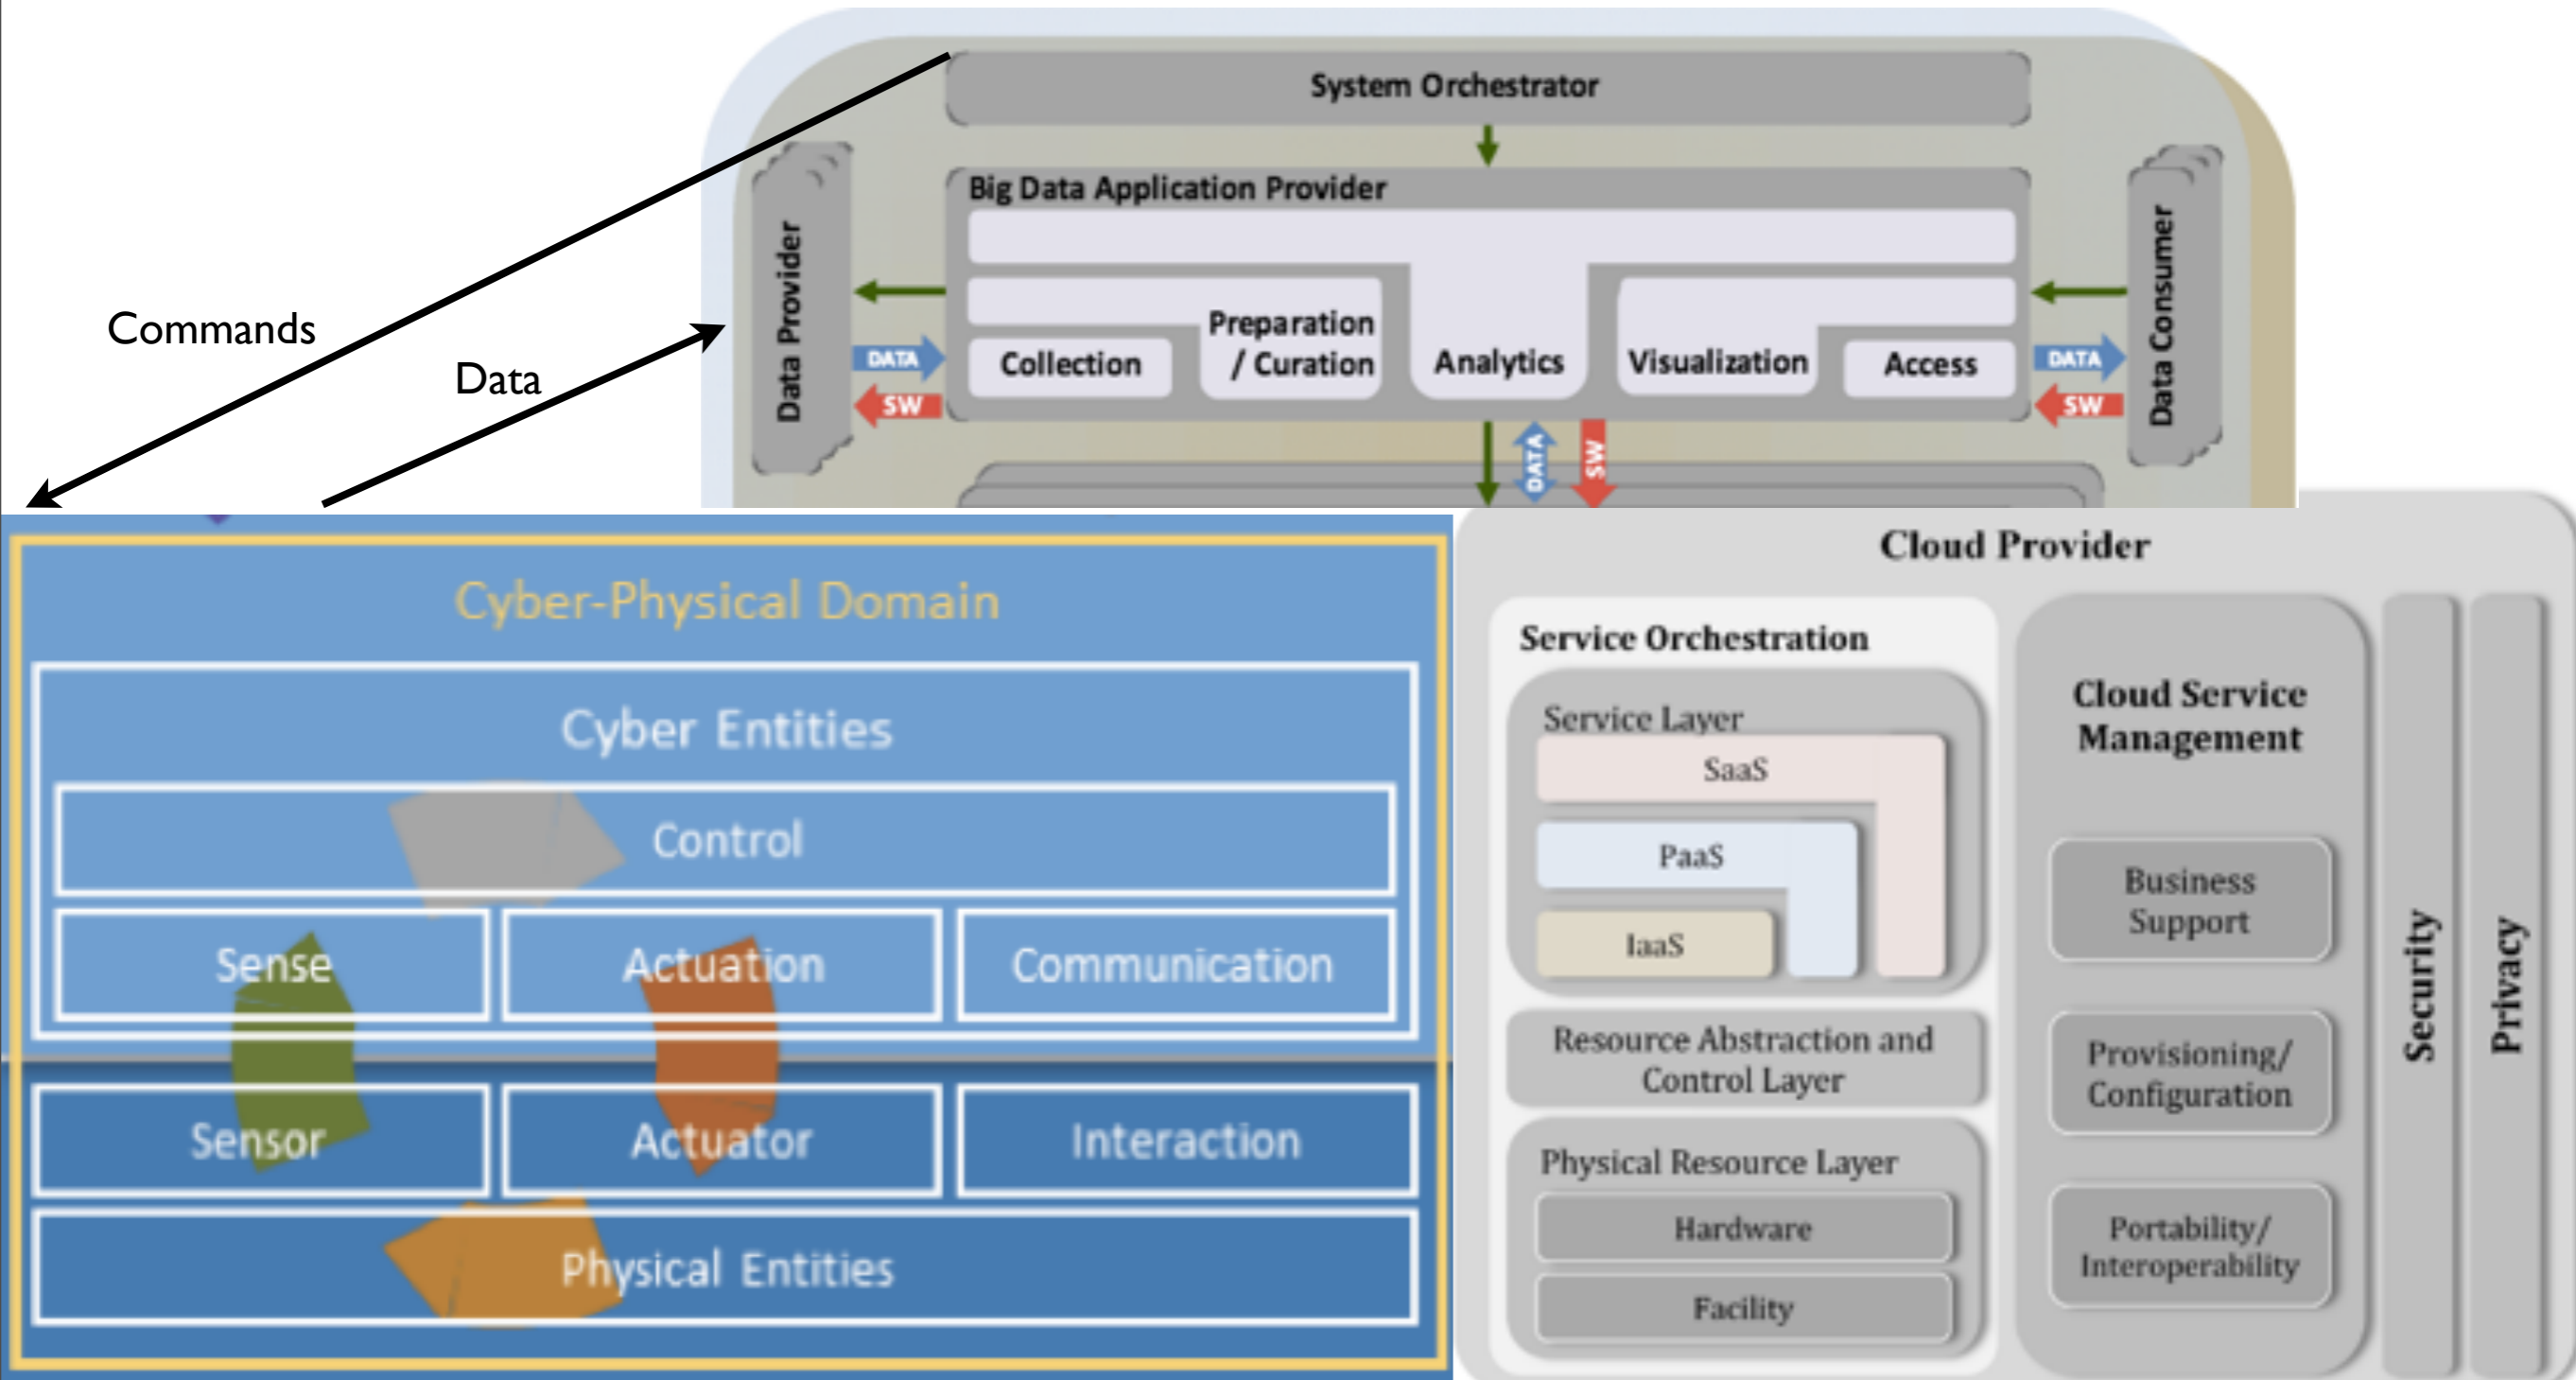 System Orchestrator
Big Data Application Provider
Data Provider
Collection
Preparation
/ Curation
Analytics
Visualization
Access
Data Consumer
DATA
SW
DATA
SW
DATA
SW
Commands
Data
Cyber-Physical Domain
Cyber Entities
Control
Sense
Actuation
Communication
Sensor
Actuator
Interaction
Physical Entities
Cloud Provider
Service Orchestration
Service Layer
SaaS
PaaS
IaaS
Resource Abstraction and
Control Layer
Physical Resource Layer
Hardware
Facility
Cloud Service
Management
Business
Support
Provisioning/
Configuration
Portability/
Interoperability
Security
Privacy